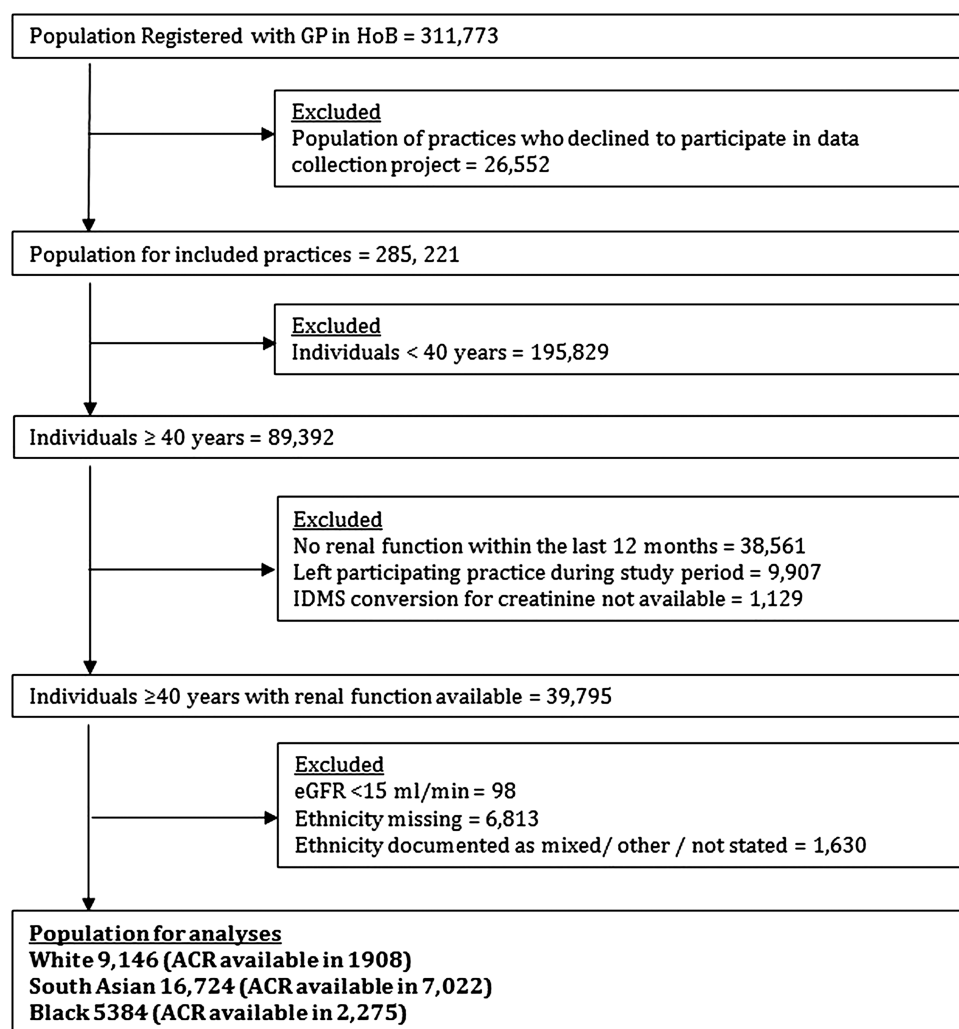 Population Registered with GP in HoB = 311,773
Excluded
Population of practices who declined to participate in data
collection project = 26,552
Population for included practices = 285, 221
Excluded
Individuals < 40 years = 195,829
Individuals ≥ 40 years = 89,392
Excluded
No renal function within the last 12 months = 38,561
Left participating practice during study period = 9,907
IDMS conversion for creatinine not available = 1,129
Individuals ≥40 years with renal function available = 39,795
Excluded
eGFR <15 ml/min = 98
Ethnicity missing = 6,813
Ethnicity documented as mixed/ other / not stated = 1,630
Population for analyses
White 9,146 (ACR available in 1908)
South Asian 16,724 (ACR available in 7,022)
Black 5384 (ACR available in 2,275)